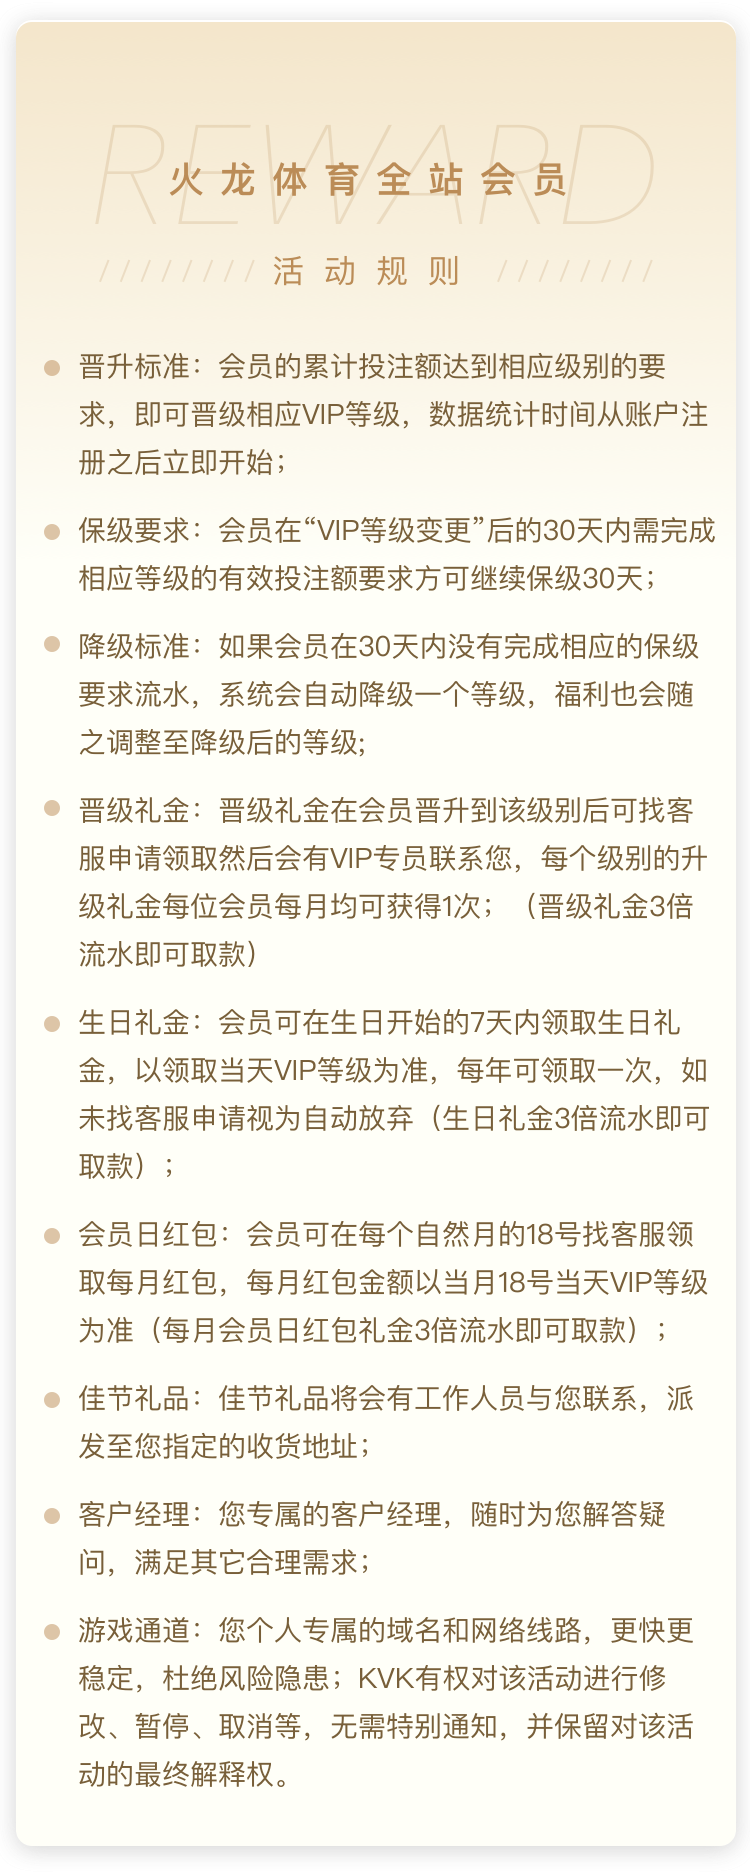 REWARD
火龙体育全站会员
活动规则
晋升标准：会员的累计投注额达到相应级别的要
求，即可晋级相应VIP等级，数据统计时间从账户注
册之后立即开始；
保级要求：会员在“VIP等级变更”后的30天内需完成
相应等级的有效投注额要求方可继续保级30天；
降级标准：如果会员在30天内没有完成相应的保级
要求流水，系统会自动降级一个等级，福利也会随
之调整至降级后的等级;
晋级礼金：晋级礼金在会员晋升到该级别后可找客
服申请领取然后会有VIP专员联系您，每个级别的升
级礼金每位会员每月均可获得1次；（晋级礼金3倍
流水即可取款）
生日礼金：会员可在生日开始的7天内领取生日礼
金，以领取当天VIP等级为准，每年可领取一次，如
未找客服申请视为自动放弃（生日礼金3倍流水即可
取款）；
会员日红包：会员可在每个自然月的18号找客服领
取每月红包，每月红包金额以当月18号当天VIP等级
为准（每月会员日红包礼金3倍流水即可取款）；
佳节礼品：佳节礼品将会有工作人员与您联系，派
发至您指定的收货地址；
客户经理：您专属的客户经理，随时为您解答疑
问，满足其它合理需求；
游戏通道：您个人专属的域名和网络线路，更快更
稳定，杜绝风险隐患；KVK有权对该活动进行修
改、暂停、取消等，无需特别通知，并保留对该活
动的最终解释权。